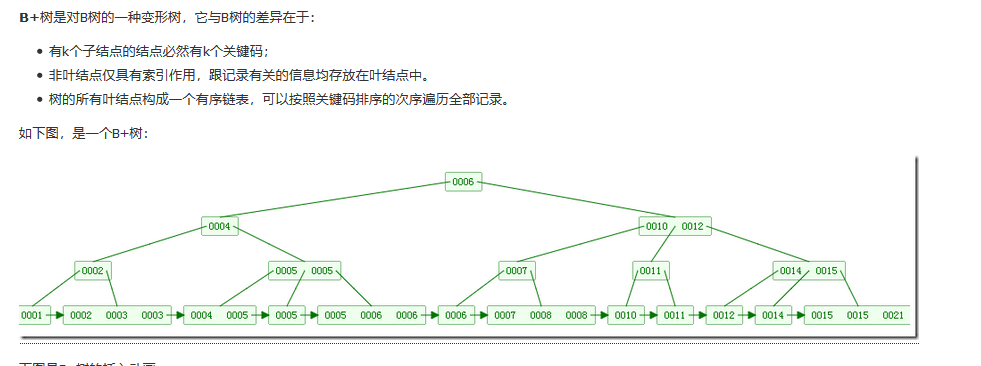 B+树是对B树的一种变形树，它与B树的差异在于：
有k个子结点的结点必然有k个关键码；
非叶结点仅具有索引作用，跟记录有关的信息均存放在叶结点中。
树的所有叶结点构成一个有序链表，可以按照关键码排序的次序遍历全部记录。
如下图，是一个B+树：
0006
0004 0010 0012
0002 0005 0005 0007 0011 0014 0015
0001 0002 0003 0003 0004 0005 0005 0005 0006 0006 0006 0007 0008 0008 0010 0011 0012 0014 0015 0015 0021